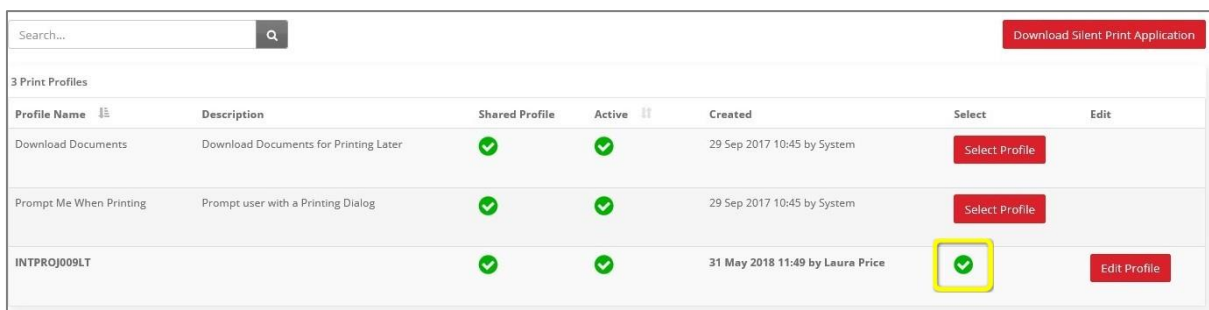 Search...
Download Silent Print Application
3 Print Profiles
Profile Name Description Shared Profile Active Created Select Edit
Download Documents Download Documents for Printing Later 29 Sep 2017 10:45 by System Select Profile
Prompt Me When Printing Prompt user with a Printing Dialog 29 Sep 2017 10:45 by System Select Profile
INTPROJ009LT 31 May 2018 11:49 by Laura Price Edit Profile